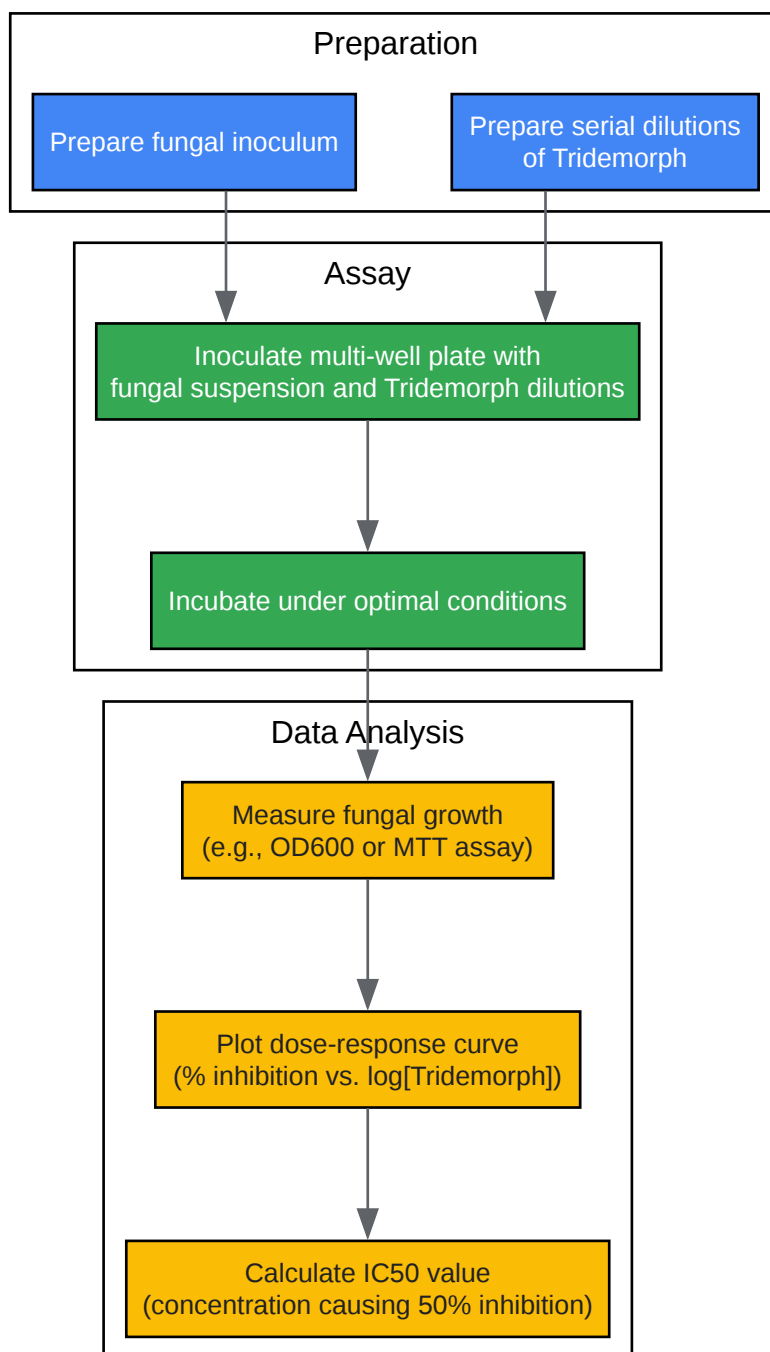 Preparation
Prepare fungal inoculum
Prepare serial dilutions
of Tridemorph
Assay
Inoculate multi-well plate with
fungal suspension and Tridemorph dilutions
Incubate under optimal conditions
Data Analysis
Measure fungal growth
(e.g., OD600 or MTT assay)
Plot dose-response curve
(% inhibition vs. log[Tridemorph])
Calculate IC50 value
(concentration causing 50% inhibition)